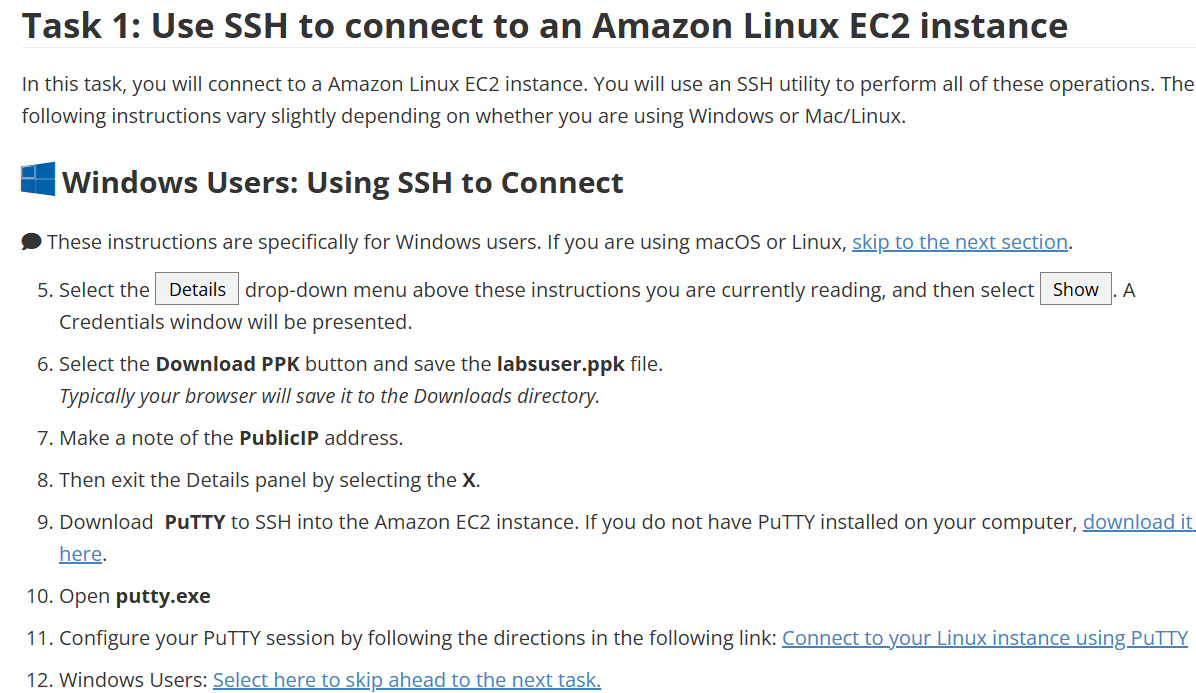 Task 1: Use SSH to connect to an Amazon Linux EC2 instance
In this task, you will connect to a Amazon Linux EC2 instance. You will use an SSH utility to perform all of these operations. The
following instructions vary slightly depending on whether you are using Windows or Mac/Linux.
Windows Users: Using SSH to Connect
These instructions are specifically for Windows users. If you are using macOS or Linux, skip to the next section.
5. Select the Details drop-down menu above these instructions you are currently reading, and then select Show. A
Credentials window will be presented.
6. Select the Download PPK button and save the labsuser.ppk file.
Typically your browser will save it to the Downloads directory.
7. Make a note of the PublicIP address.
8. Then exit the Details panel by selecting the X.
9. Download PuTTY to SSH into the Amazon EC2 instance. If you do not have PuTTY installed on your computer, download it
here.
10. Open putty.exe
11. Configure your PuTTY session by following the directions in the following link: Connect to your Linux instance using PuTTY
12. Windows Users: Select here to skip ahead to the next task.